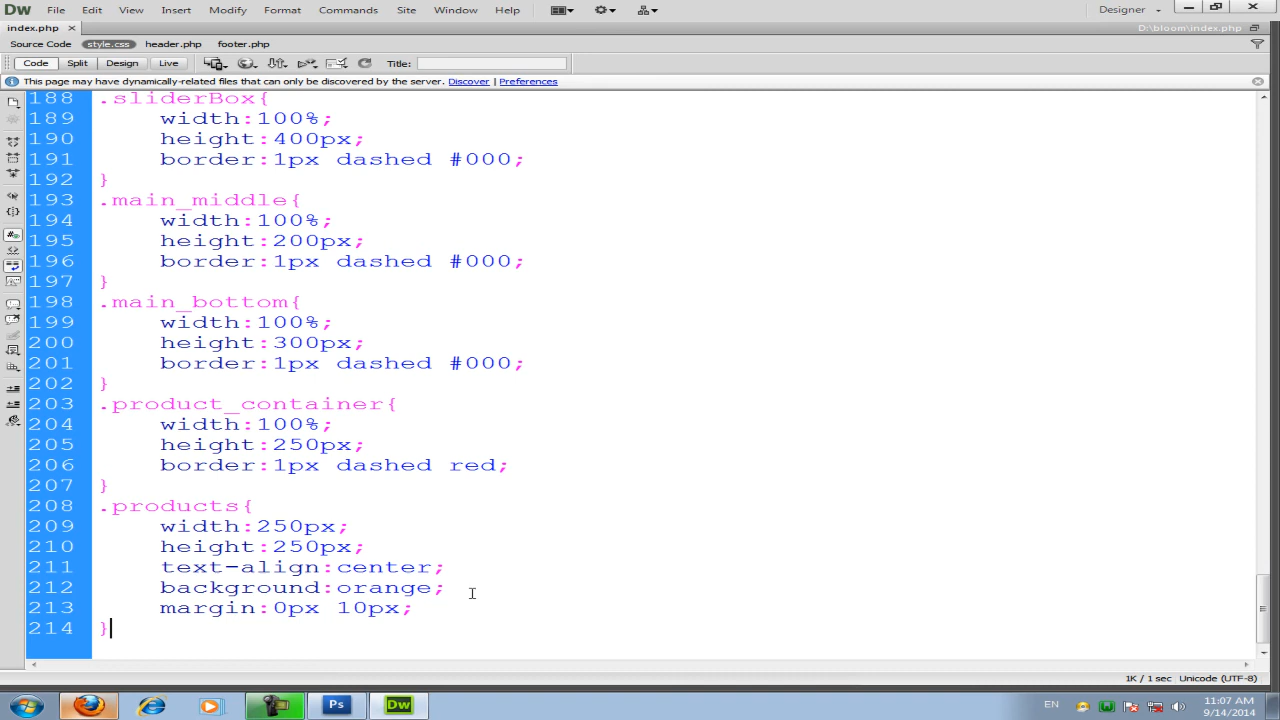 Dw File Edit View Insert Modify Format Commands Site Window Help Designer
index.php D:\bloom\index.php
Source Code style.css header.php footer.php
Code Split Design Live Title:
This page may have dynamically-related files that can only be discovered by the server. Discover | Preferences
188 .sliderBox{
189 width:100%;
190 height:400px;
191 border:1px dashed #000;
192 }
193 .main_middle{
194 width:100%;
195 height:200px;
196 border:1px dashed #000;
197 }
198 .main_bottom{
199 width:100%;
200 height:300px;
201 border:1px dashed #000;
202 }
203 .product_container{
204 width:100%;
205 height:250px;
206 border:1px dashed red;
207 }
208 .products{
209 width:250px;
210 height:250px;
211 text-align:center;
212 background:orange;
213 margin:0px 10px;
214 }
1K / 1 sec Unicode (UTF-8)
Ps Dw EN 11:07 AM
9/14/2014